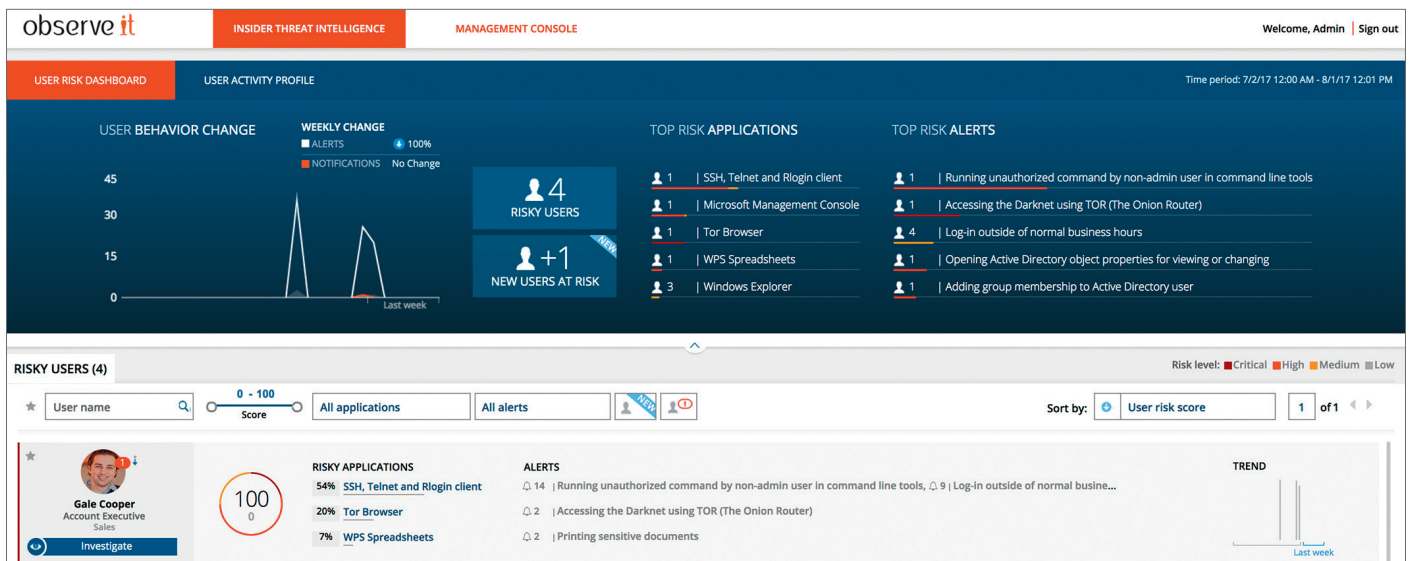 observe it
INSIDER THREAT INTELLIGENCE
MANAGEMENT CONSOLE
Welcome, Admin | Sign out
USER RISK DASHBOARD
USER ACTIVITY PROFILE
Time period: 7/2/17 12:00 AM - 8/1/17 12:01 PM
USER BEHAVIOR CHANGE
WEEKLY CHANGE
ALERTS 100%
NOTIFICATIONS No Change
45
30
15
0
Last week
4
RISKY USERS
NEW
+1
NEW USERS AT RISK
TOP RISK APPLICATIONS
1 | SSH, Telnet and Rlogin client
1 | Microsoft Management Console
1 | Tor Browser
1 | WPS Spreadsheets
3 | Windows Explorer
TOP RISK ALERTS
1 | Running unauthorized command by non-admin user in command line tools
1 | Accessing the Darknet using TOR (The Onion Router)
4 | Log-in outside of normal business hours
1 | Opening Active Directory object properties for viewing or changing
1 | Adding group membership to Active Directory user
RISKY USERS (4)
Risk level: Critical High Medium Low
User name
0 - 100
Score
All applications
All alerts
NEW
Sort by: User risk score
1 of 1
1
Gale Cooper
Account Executive
Sales
Investigate
100
0
RISKY APPLICATIONS
54% SSH, Telnet and Rlogin client
20% Tor Browser
7% WPS Spreadsheets
ALERTS
14 | Running unauthorized command by non-admin user in command line tools, 9 | Log-in outside of normal busine...
2 | Accessing the Darknet using TOR (The Onion Router)
2 | Printing sensitive documents
TREND
Last week